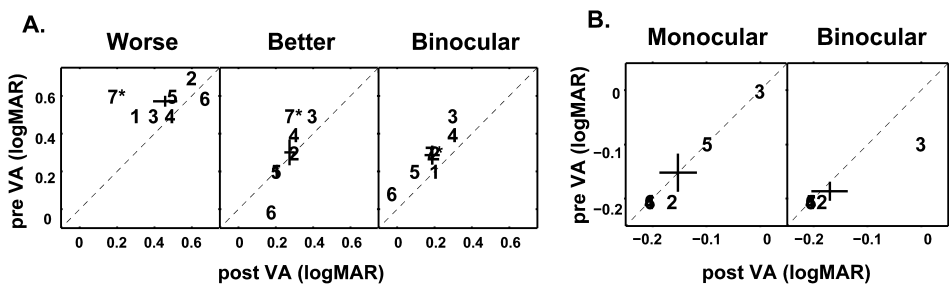 A.
B.
Worse Better Binocular
Monocular Binocular
pre VA (logMAR)
0.6
0.4
0.2
0
2
7* 5 6
1 3 4
7* 3
4
2
6
3
4
5 1
6
0 0.2 0.4 0.6 0 0.2 0.4 0.6 0 0.2 0.4 0.6
post VA (logMAR)
pre VA (logMAR)
0
−0.1
−0.2
3
5
2
3
2
−0.2 −0.1 0 −0.2 −0.1 0
post VA (logMAR)